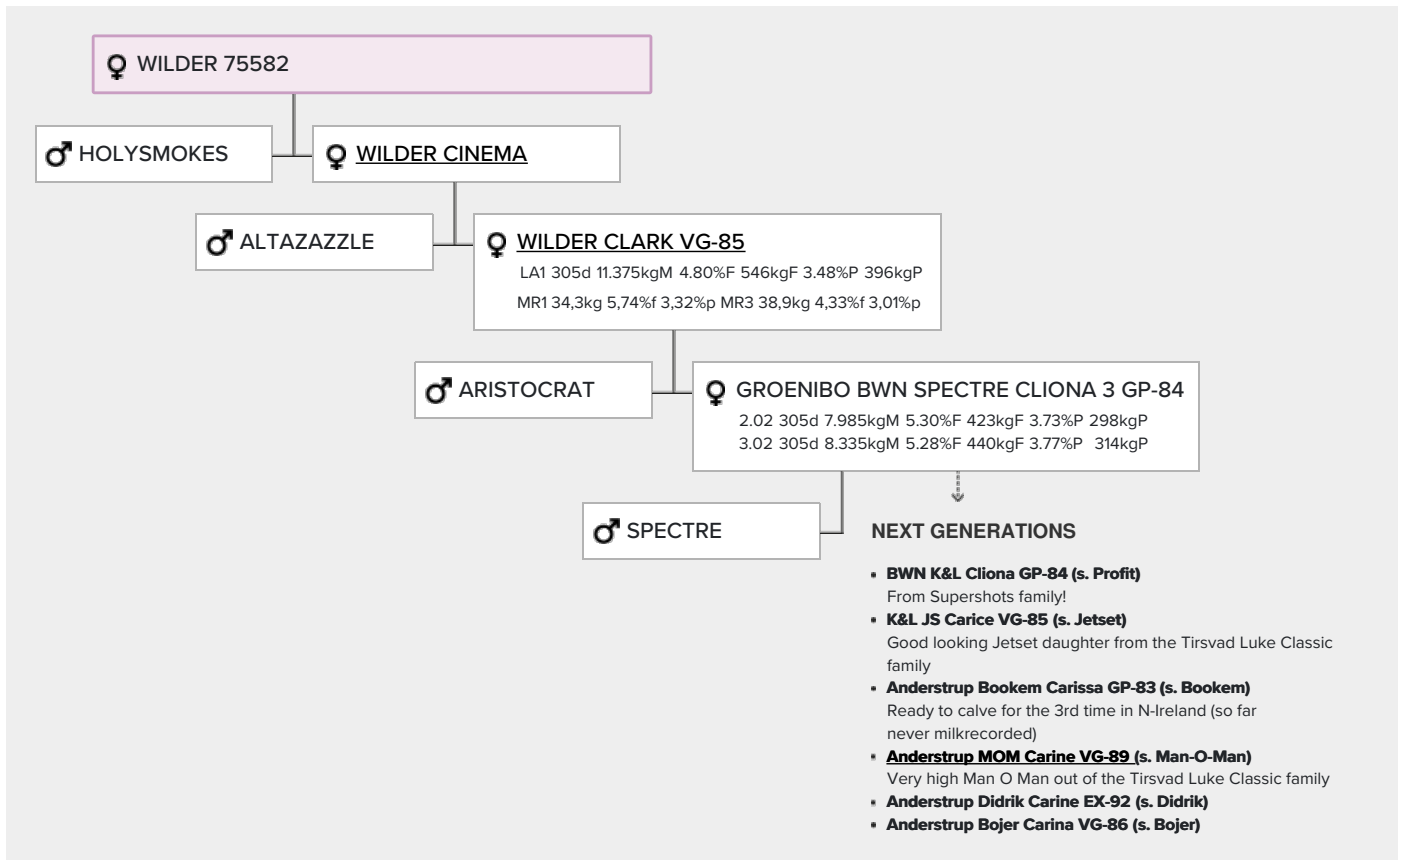 WILDER 75582
HOLYSMOKES
WILDER CINEMA
ALTAZAZZLE
WILDER CLARK VG-85
LA1 305d 11.375kgM 4.80%F 546kgF 3.48%P 396kgP
MR1 34,3kg 5,74%f 3,32%p MR3 38,9kg 4,33%f 3,01%p
ARISTOCRAT
GROENIBO BWN SPECTRE CLIONA 3 GP-84
2.02 305d 7.985kgM 5.30%F 423kgF 3.73%P 298kgP
3.02 305d 8.335kgM 5.28%F 440kgF 3.77%P 314kgP
SPECTRE
NEXT GENERATIONS
BWN K&L Cliona GP-84 (s. Profit)
From Supershots family!
K&L JS Carice VG-85 (s. Jetset)
Good looking Jetset daughter from the Tirsvad Luke Classic
family
Anderstrup Bookem Carissa GP-83 (s. Bookem)
Ready to calve for the 3rd time in N-Ireland (so far
never milkrecorded)
Anderstrup MOM Carine VG-89 (s. Man-O-Man)
Very high Man O Man out of the Tirsvad Luke Classic family
Anderstrup Didrik Carine EX-92 (s. Didrik)
Anderstrup Bojer Carina VG-86 (s. Bojer)